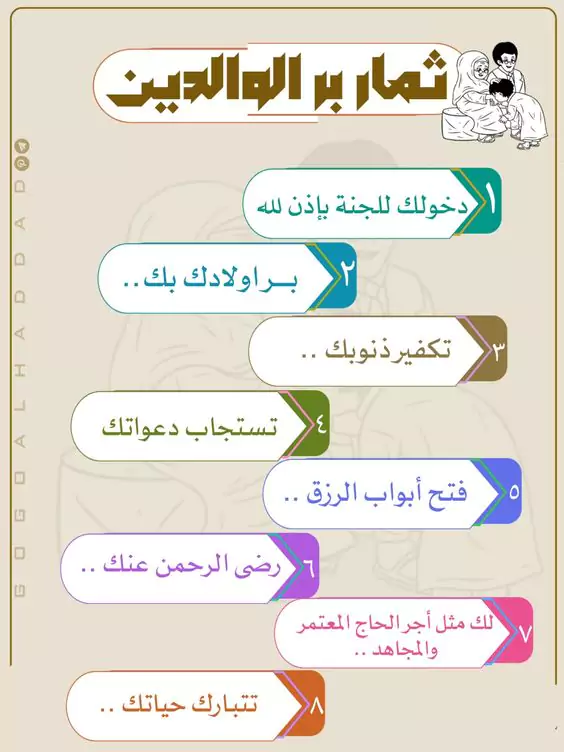 ثمار بر الوالدين
١ دخولك للجنة بإذن لله
٢ بر اولادك بك..
٣ تكفير ذنوبك ..
٤ تستجاب دعواتك
٥ فتح أبواب الرزق ..
٦ رضى الرحمن عنك ..
٧ لك مثل أجر الحاج المعتمر
والمجاهد ..
٨ تتبارك حياتك ..
GOGOALHADDAD